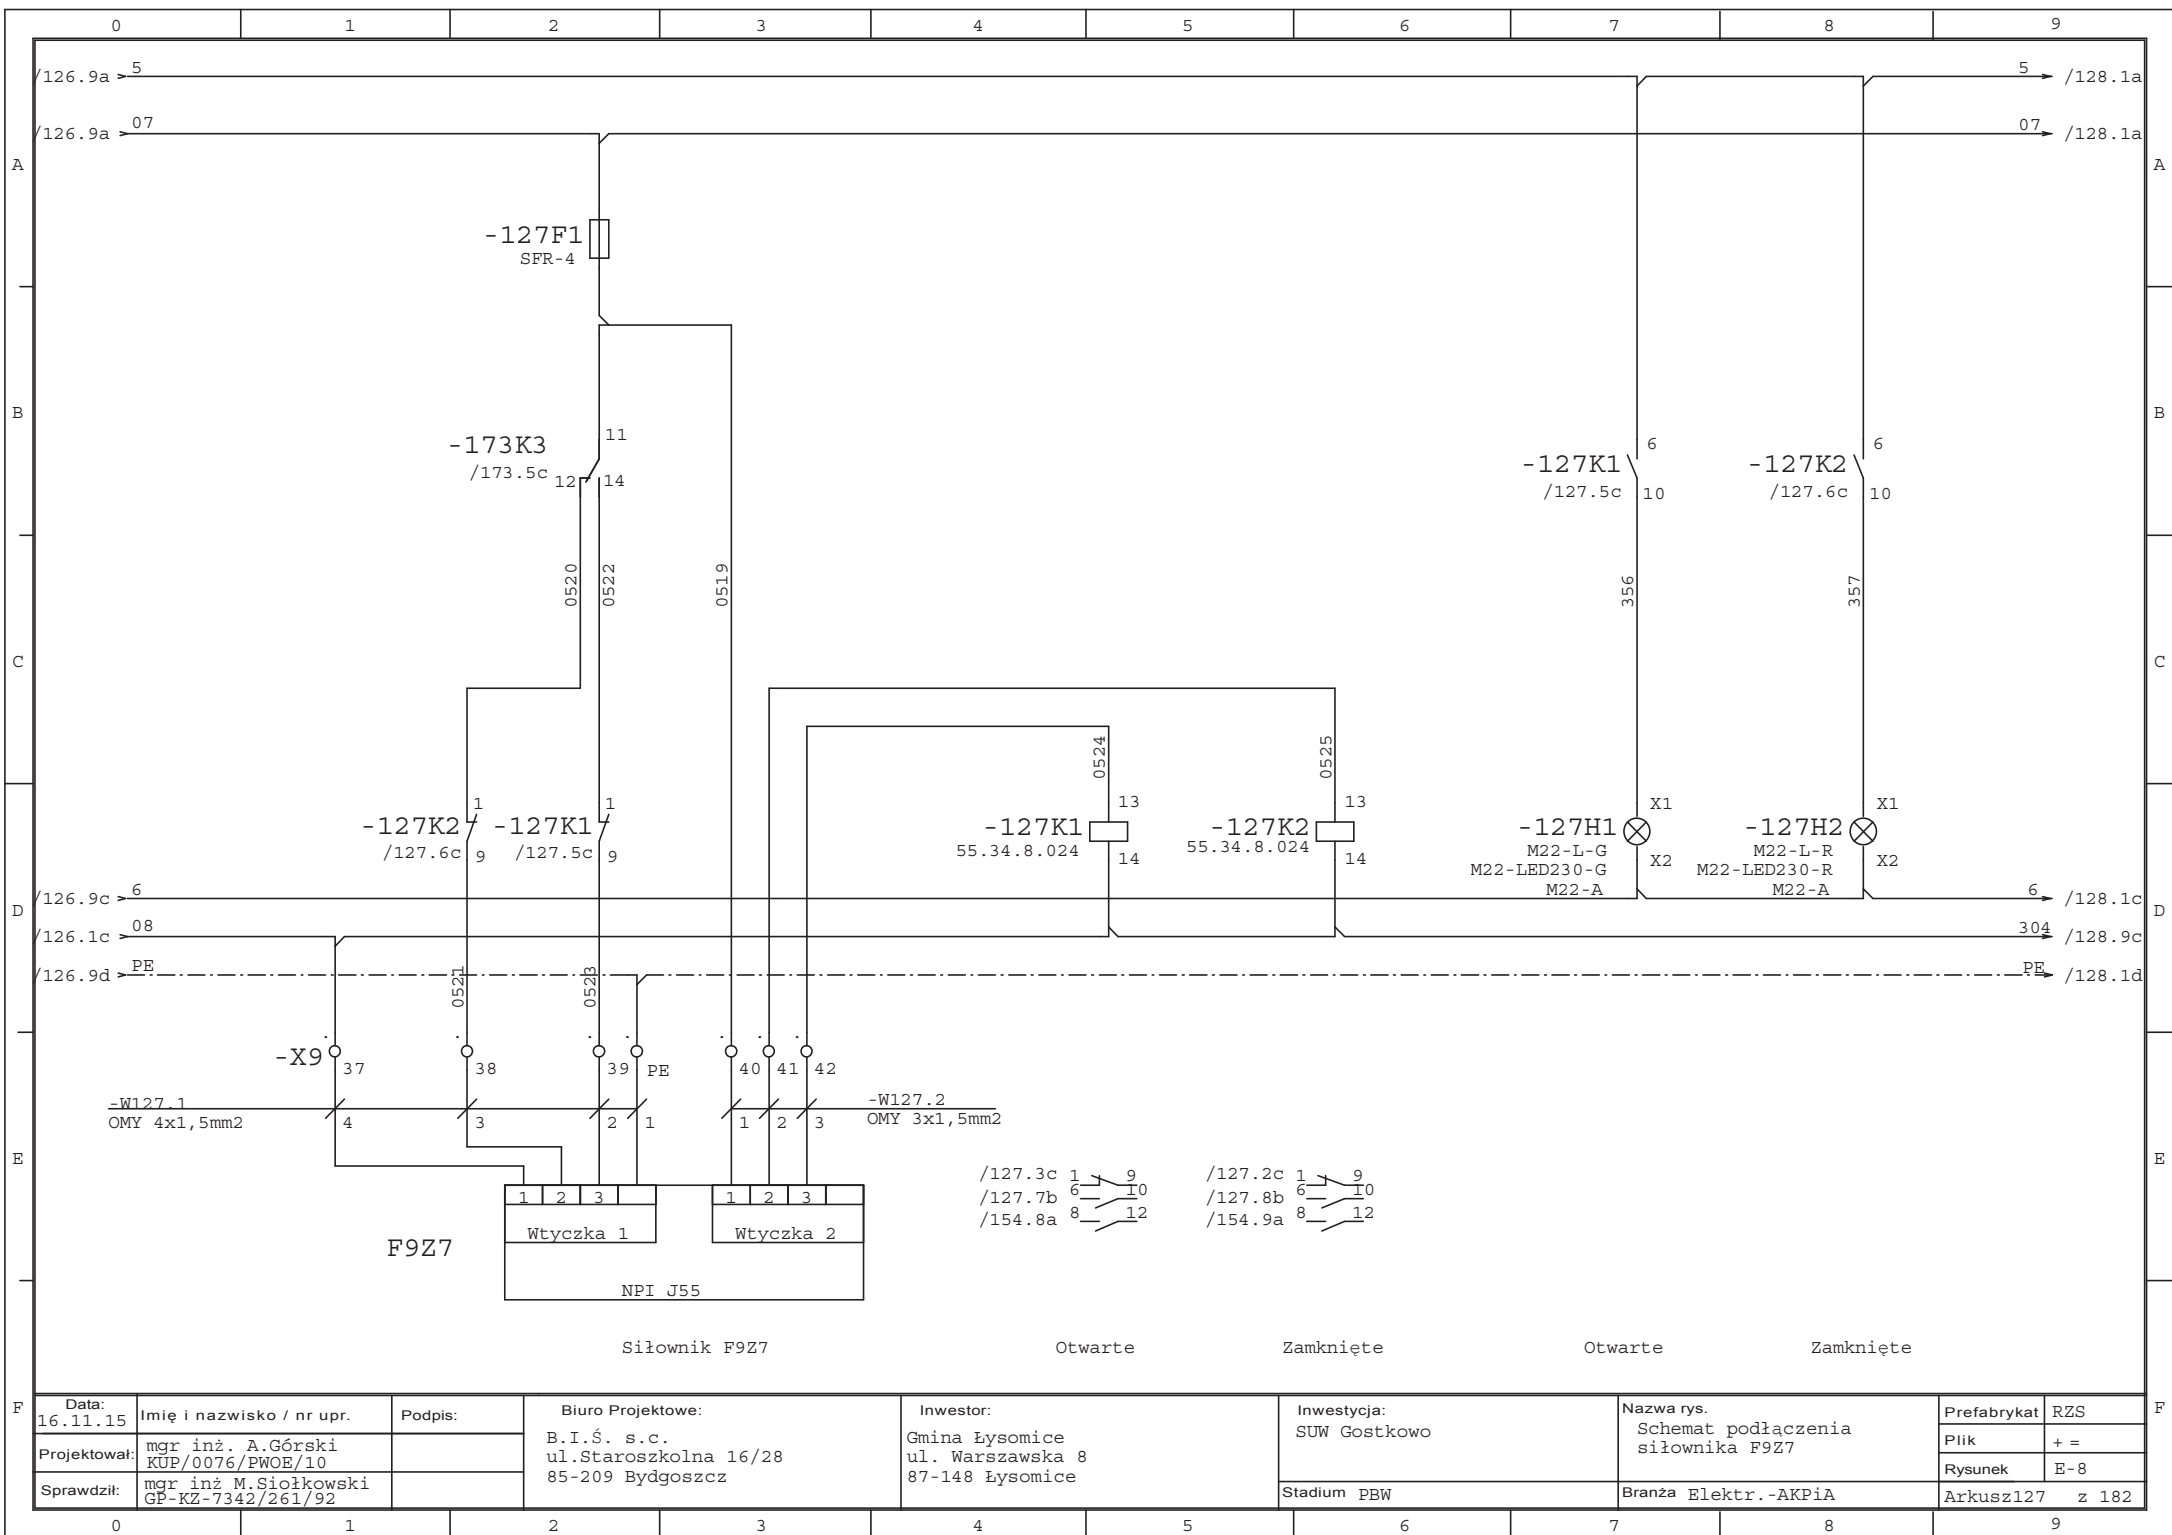 0 1 2 3 4 5 6 7 8 9
/126.9a 5 5 /128.1a
/126.9a 07 07 /128.1a
A A
-127F1
SFR-4
B B
-173K3 11
/173.5c 12 14
-127K1 6
/127.5c 10
-127K2 6
/127.6c 10
0520 0522 0519 356 357
C C
0524 0525
-127K2 1
/127.6c 9
-127K1 1
/127.5c 9
-127K1 13
55.34.8.024 14
-127K2 13
55.34.8.024 14
-127H1 X1
M22-L-G X2
M22-LED230-G
M22-A
-127H2 X1
M22-L-R X2
M22-LED230-R
M22-A
/126.9c 6 6 /128.1c
D D
/126.1c 08 304 /128.9c
/126.9d PE PE /128.1d
0521 0523
-X9 37 38 39 PE 40 41 42
-W127.1
OMY 4x1,5mm2 4 3 2 1
1 2 3 -W127.2
OMY 3x1,5mm2
E E
1 2 3
Wtyczka 1
1 2 3
Wtyczka 2
F9Z7
NPI J55
/127.3c 1 9
/127.7b 6 10
/154.8a 8 12
/127.2c 1 9
/127.8b 6 10
/154.9a 8 12
Siłownik F9Z7 Otwarte Zamknięte Otwarte Zamknięte
F F
Data:
16.11.15
Imię i nazwisko / nr upr.
Podpis:
Projektował:
mgr inż. A.Górski
KUP/0076/PWOE/10
Sprawdził:
mgr inż M.Siołkowski
GP-KZ-7342/261/92
Biuro Projektowe:
B.I.Ś. s.c.
ul.Staroszkolna 16/28
85-209 Bydgoszcz
Inwestor:
Gmina Łysomice
ul. Warszawska 8
87-148 Łysomice
Inwestycja:
SUW Gostkowo
Stadium PBW
Nazwa rys.
Schemat podłączenia
siłownika F9Z7
Branża Elektr.-AKPiA
Prefabrykat RZS
Plik + =
Rysunek E-8
Arkusz127 z 182
0 1 2 3 4 5 6 7 8 9